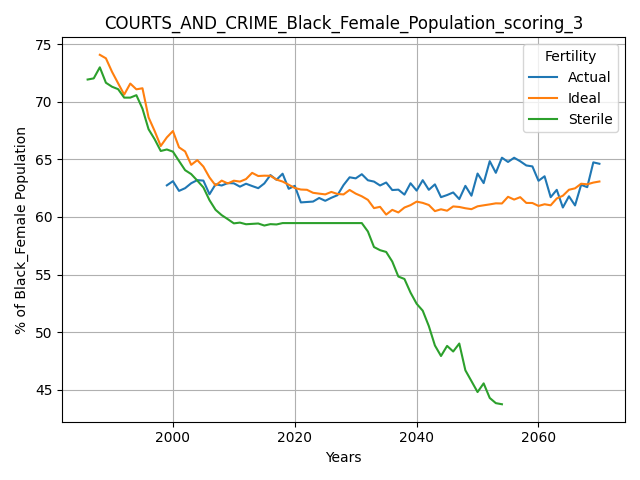 COURTS_AND_CRIME_Black_Female_Population_scoring_3
Fertility
Actual
Ideal
Sterile
% of Black_Female Population
75
70
65
60
55
50
45
2000 2020 2040 2060
Years